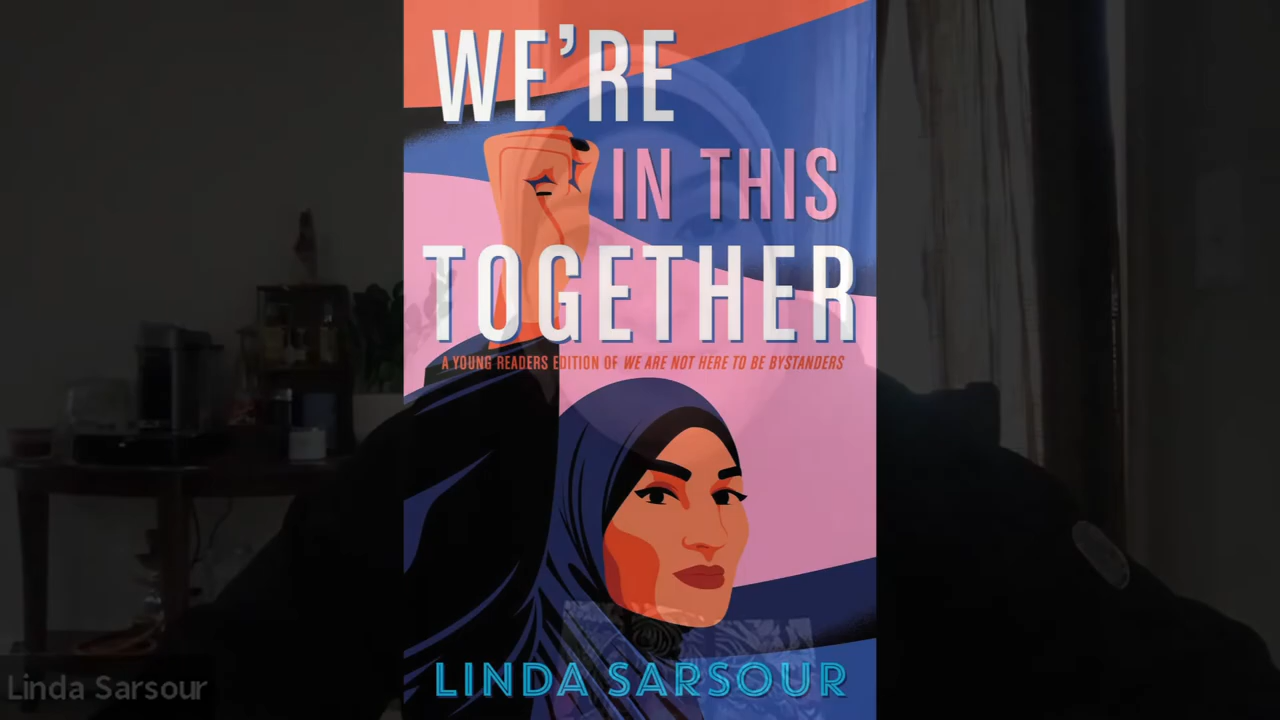 WE'RE
IN THIS
TOGETHER
A YOUNG READERS EDITION OF WE ARE NOT HERE TO BE BYSTANDERS
LINDA SARSOUR
Linda Sarsour